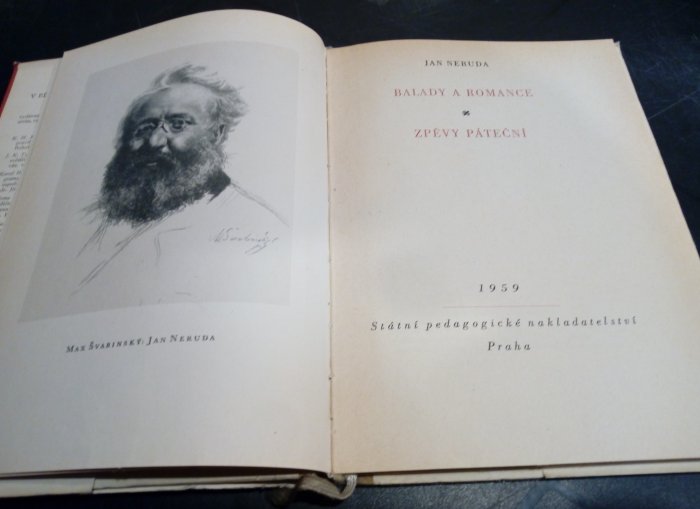 Max Švabinský: Jan Neruda
JAN NERUDA
BALADY A ROMANCE
ZPĚVY PÁTEČNÍ
1959
Státní pedagogické nakladatelství
Praha